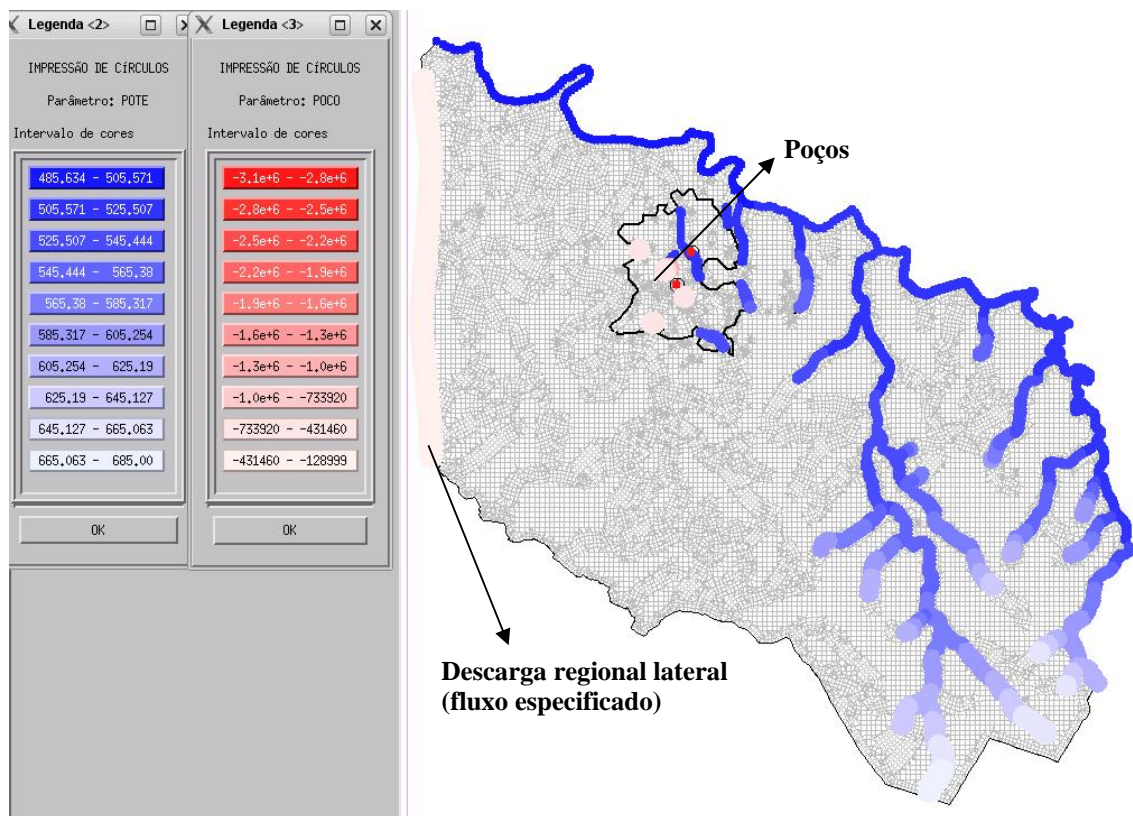 Legenda <2>
IMPRESSÃO DE CÍRCULOS
Parâmetro: POTE
Intervalo de cores
485.634 - 505.571
505.571 - 525.507
525.507 - 545.444
545.444 - 565.38
565.38 - 585.317
585.317 - 605.254
605.254 - 625.19
625.19 - 645.127
645.127 - 665.063
665.063 - 685.00
OK
Legenda <3>
IMPRESSÃO DE CÍRCULOS
Parâmetro: POCO
Intervalo de cores
-3.1e+6 - -2.8e+6
-2.8e+6 - -2.5e+6
-2.5e+6 - -2.2e+6
-2.2e+6 - -1.9e+6
-1.9e+6 - -1.6e+6
-1.6e+6 - -1.3e+6
-1.3e+6 - -1.0e+6
-1.0e+6 - -733920
-733920 - -431460
-431460 - -128999
OK
Poços
Descarga regional lateral
(fluxo especificado)